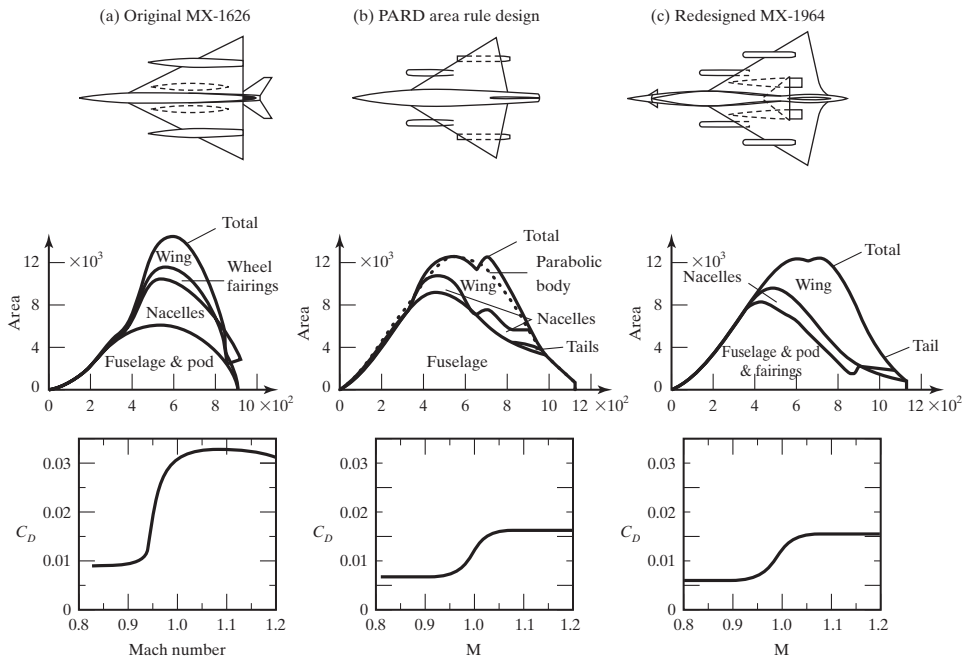 (a) Original MX-1626
(b) PARD area rule design
(c) Redesigned MX-1964
Area
12
8
4
0
×10³
Total
Wing
Wheel
fairings
Nacelles
Fuselage & pod
0 2 4 6 8 10 ×10²
Area
12
8
4
0
×10³
Total
Parabolic
body
Wing
Nacelles
Tails
Fuselage
0 2 4 6 8 10 12 ×10²
Area
12
8
4
0
×10³
Total
Nacelles
Wing
Fuselage & pod
& fairings
Tail
0 2 4 6 8 10 12 ×10²
C_D
0.03
0.02
0.01
0
0.8 0.9 1.0 1.1 1.2
Mach number
C_D
0.03
0.02
0.01
0
0.8 0.9 1.0 1.1 1.2
M
C_D
0.03
0.02
0.01
0
0.8 0.9 1.0 1.1 1.2
M